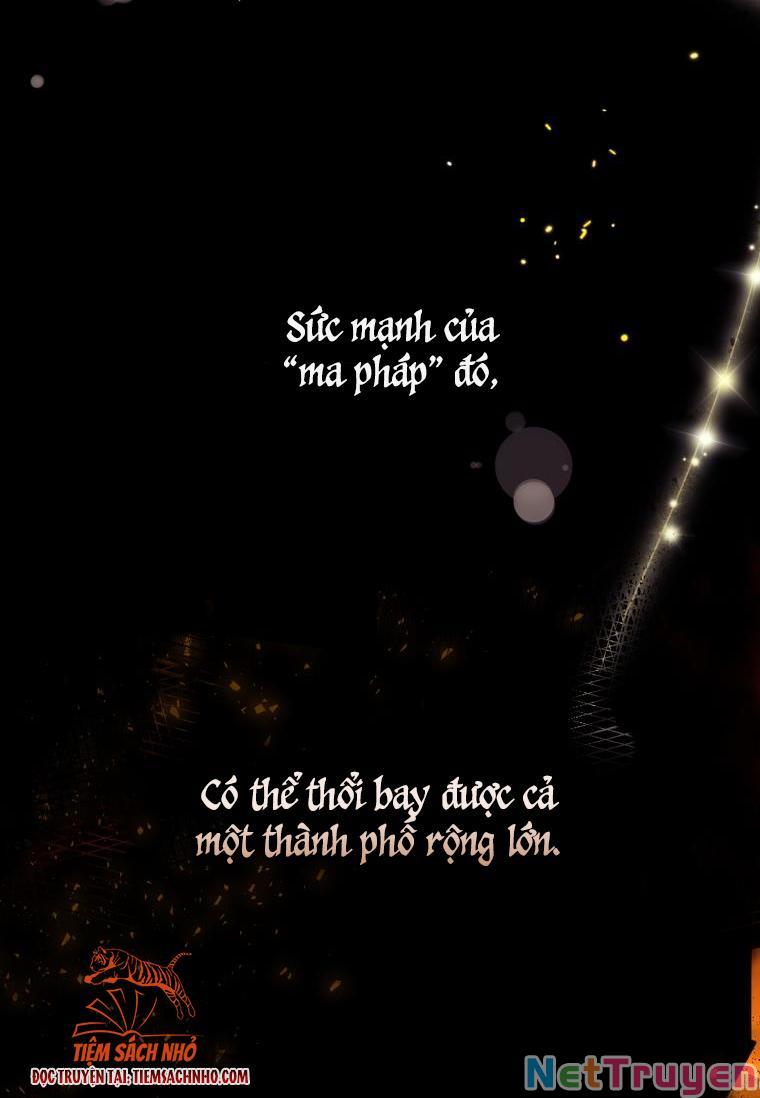 Sức mạnh của
“ma pháp” đó,
Có thể thổi bay được cả
một thành phố rộng lớn.
TIỆM SÁCH NHỎ
ĐỌC TRUYỆN TẠI: TIEMSACHNHO.COM
NetTruyen